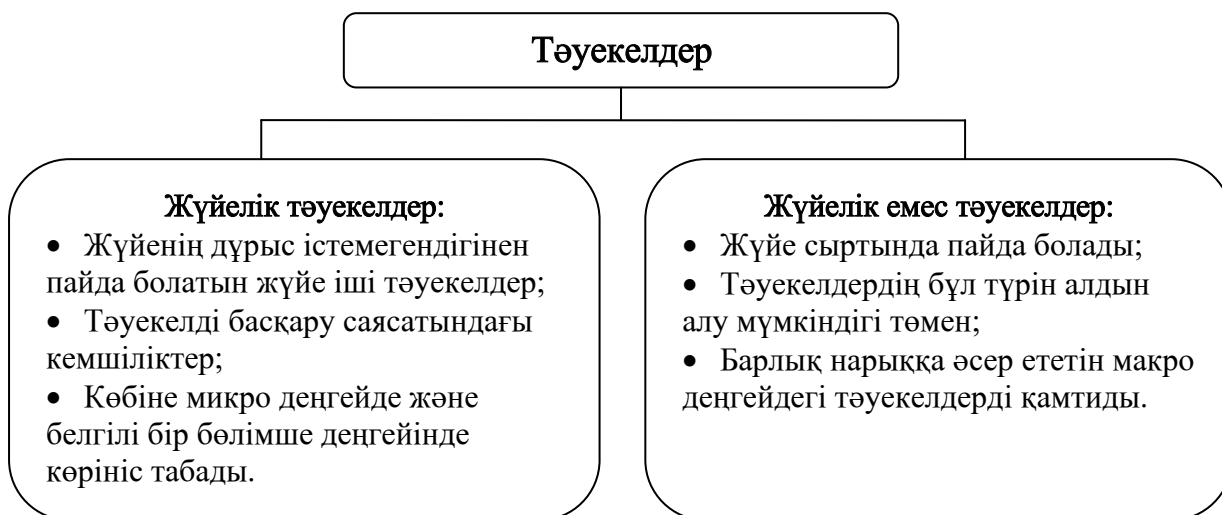 Тәуекелдер
Жүйелік тәуекелдер:
• Жүйенің дұрыс істемегендігінен
пайда болатын жүйе іші тәуекелдер;
• Тәуекелді басқару саясатындағы
кемшіліктер;
• Көбіне микро деңгейде және
белгілі бір бөлімше деңгейінде
көрініс табады.
Жүйелік емес тәуекелдер:
• Жүйе сыртында пайда болады;
• Тәуекелдердің бұл түрін алдын
алу мүмкіндігі төмен;
• Барлық нарыққа әсер ететін макро
деңгейдегі тәуекелдерді қамтиды.